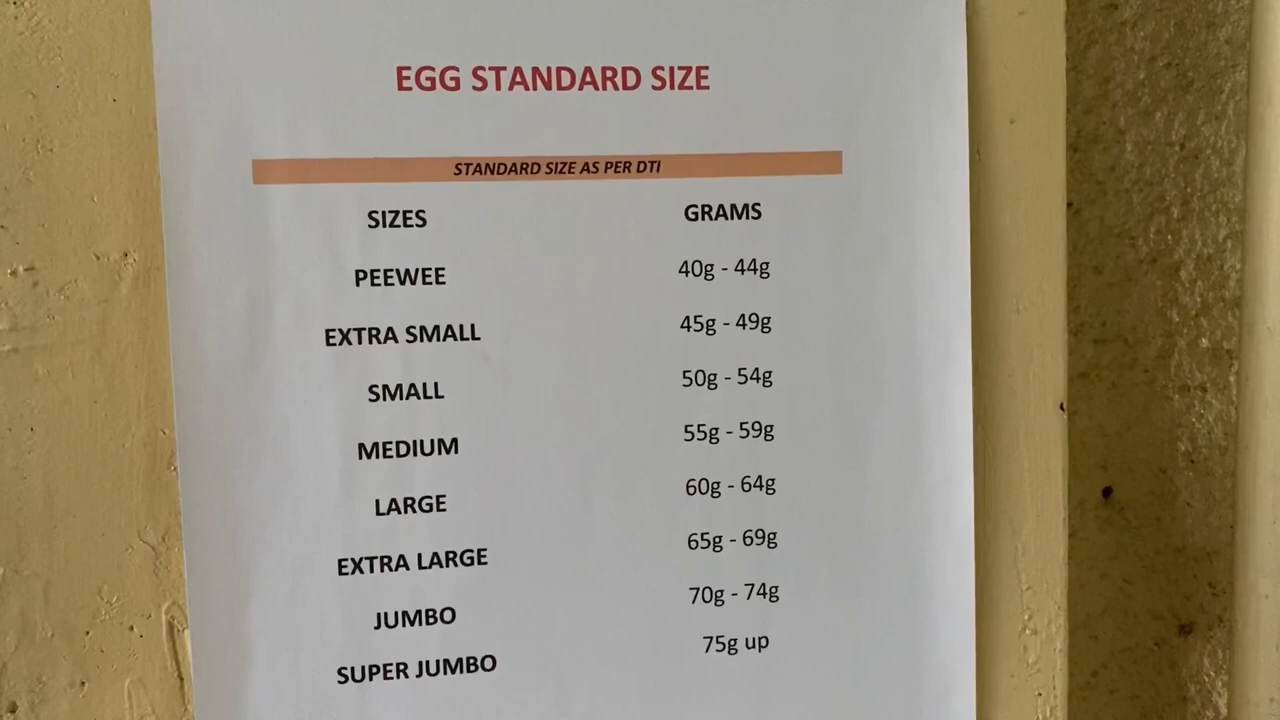 EGG STANDARD SIZE
STANDARD SIZE AS PER DTI
SIZES GRAMS
PEEWEE 40g - 44g
EXTRA SMALL 45g - 49g
SMALL 50g - 54g
MEDIUM 55g - 59g
LARGE 60g - 64g
EXTRA LARGE 65g - 69g
JUMBO 70g - 74g
SUPER JUMBO 75g up